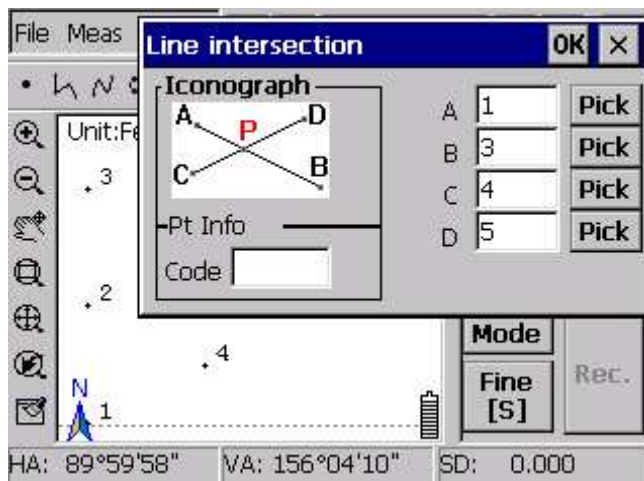 File Meas
Line intersection OK ×
Iconograph
A D
P
C B
Pt Info
Code
A 1 Pick
B 3 Pick
C 4 Pick
D 5 Pick
Unit:Fe
3
2
4
N
1
Mode
Fine
[S]
Rec.
HA: 89°59'58" VA: 156°04'10" SD: 0.000